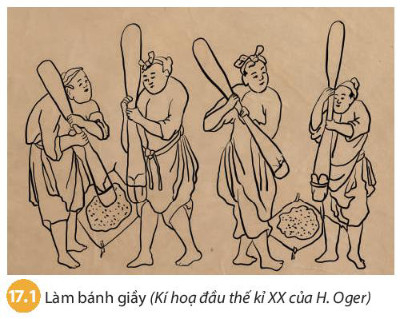 17.1 Làm bánh giầy (Kí hoạ đầu thế kỉ XX của H. Oger)